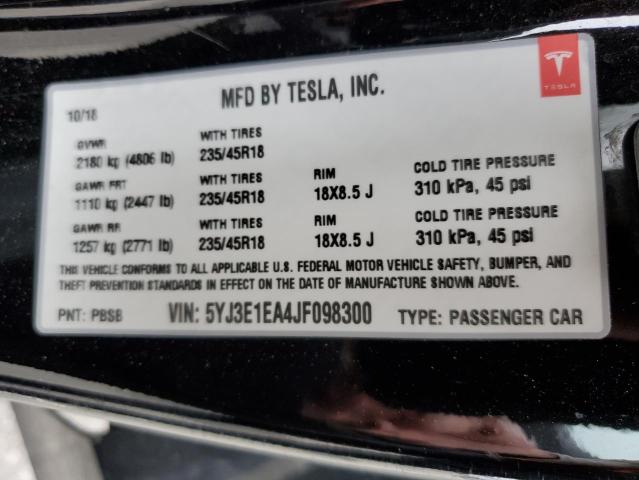 MFD BY TESLA, INC.
TESLA
10/18
GVWR
2180 kg (4806 lb)
WITH TIRES
235/45R18
GAWR FRT
1110 kg (2447 lb)
WITH TIRES
235/45R18
RIM
18X8.5 J
COLD TIRE PRESSURE
310 kPa, 45 psi
GAWR RR
1257 kg (2771 lb)
WITH TIRES
235/45R18
RIM
18X8.5 J
COLD TIRE PRESSURE
310 kPa, 45 psi
THIS VEHICLE CONFORMS TO ALL APPLICABLE U.S. FEDERAL MOTOR VEHICLE SAFETY, BUMPER, AND
THEFT PREVENTION STANDARDS IN EFFECT ON THE DATE OF MANUFACTURE SHOWN ABOVE.
PNT: PBSB VIN: 5YJ3E1EA4JF098300 TYPE: PASSENGER CAR